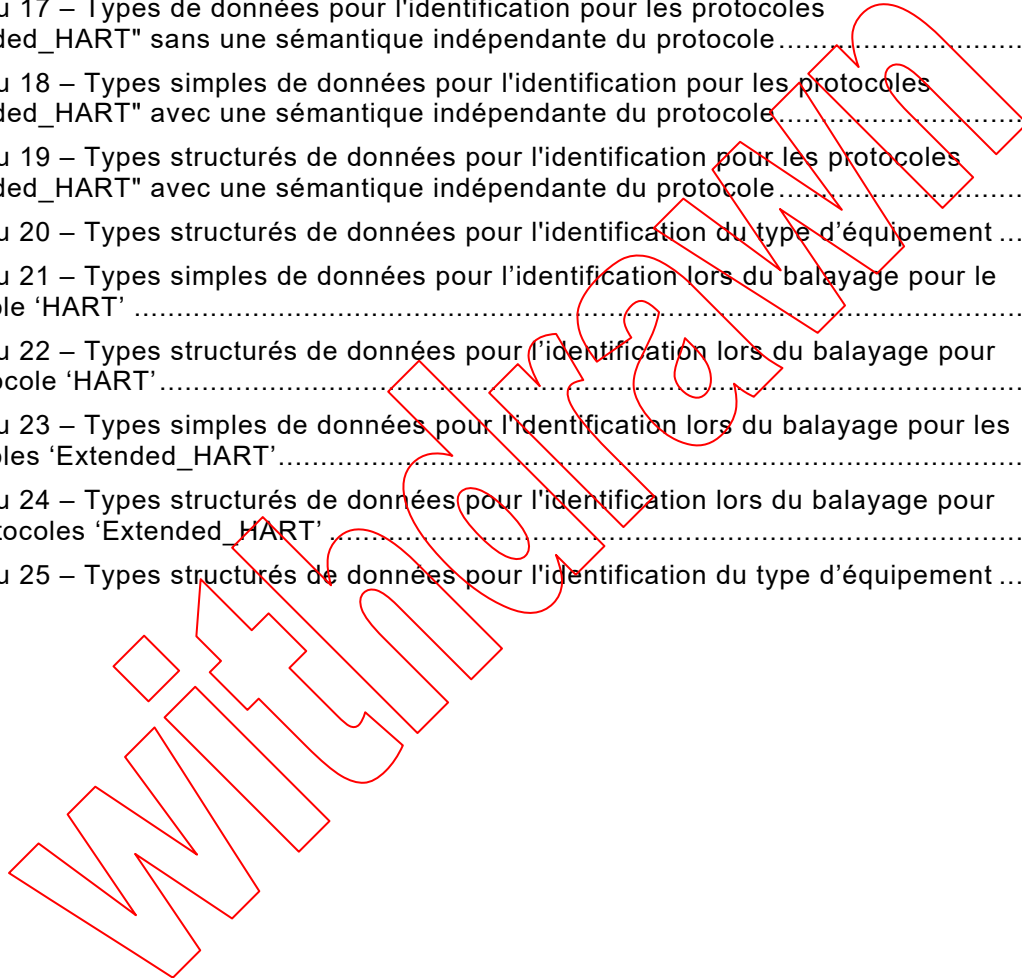 u 17 – Types de données pour l'identification pour les protocoles
ded_HART" sans une sémantique indépendante du protocole..............................
u 18 – Types simples de données pour l'identification pour les protocoles
ded_HART" avec une sémantique indépendante du protocole..............................
u 19 – Types structurés de données pour l'identification pour les protocoles
ded_HART" avec une sémantique indépendante du protocole..............................
u 20 – Types structurés de données pour l'identification du type d’équipement ...
u 21 – Types simples de données pour l’identification lors du balayage pour le
ole ‘HART’ ..........................................................................................................
u 22 – Types structurés de données pour l’identification lors du balayage pour
ocole ‘HART’.......................................................................................................
u 23 – Types simples de données pour l'identification lors du balayage pour les
oles ‘Extended_HART’.........................................................................................
u 24 – Types structurés de données pour l'identification lors du balayage pour
tocoles ‘Extended_HART’ ...................................................................................
u 25 – Types structurés de données pour l'identification du type d’équipement ...
withdrawn